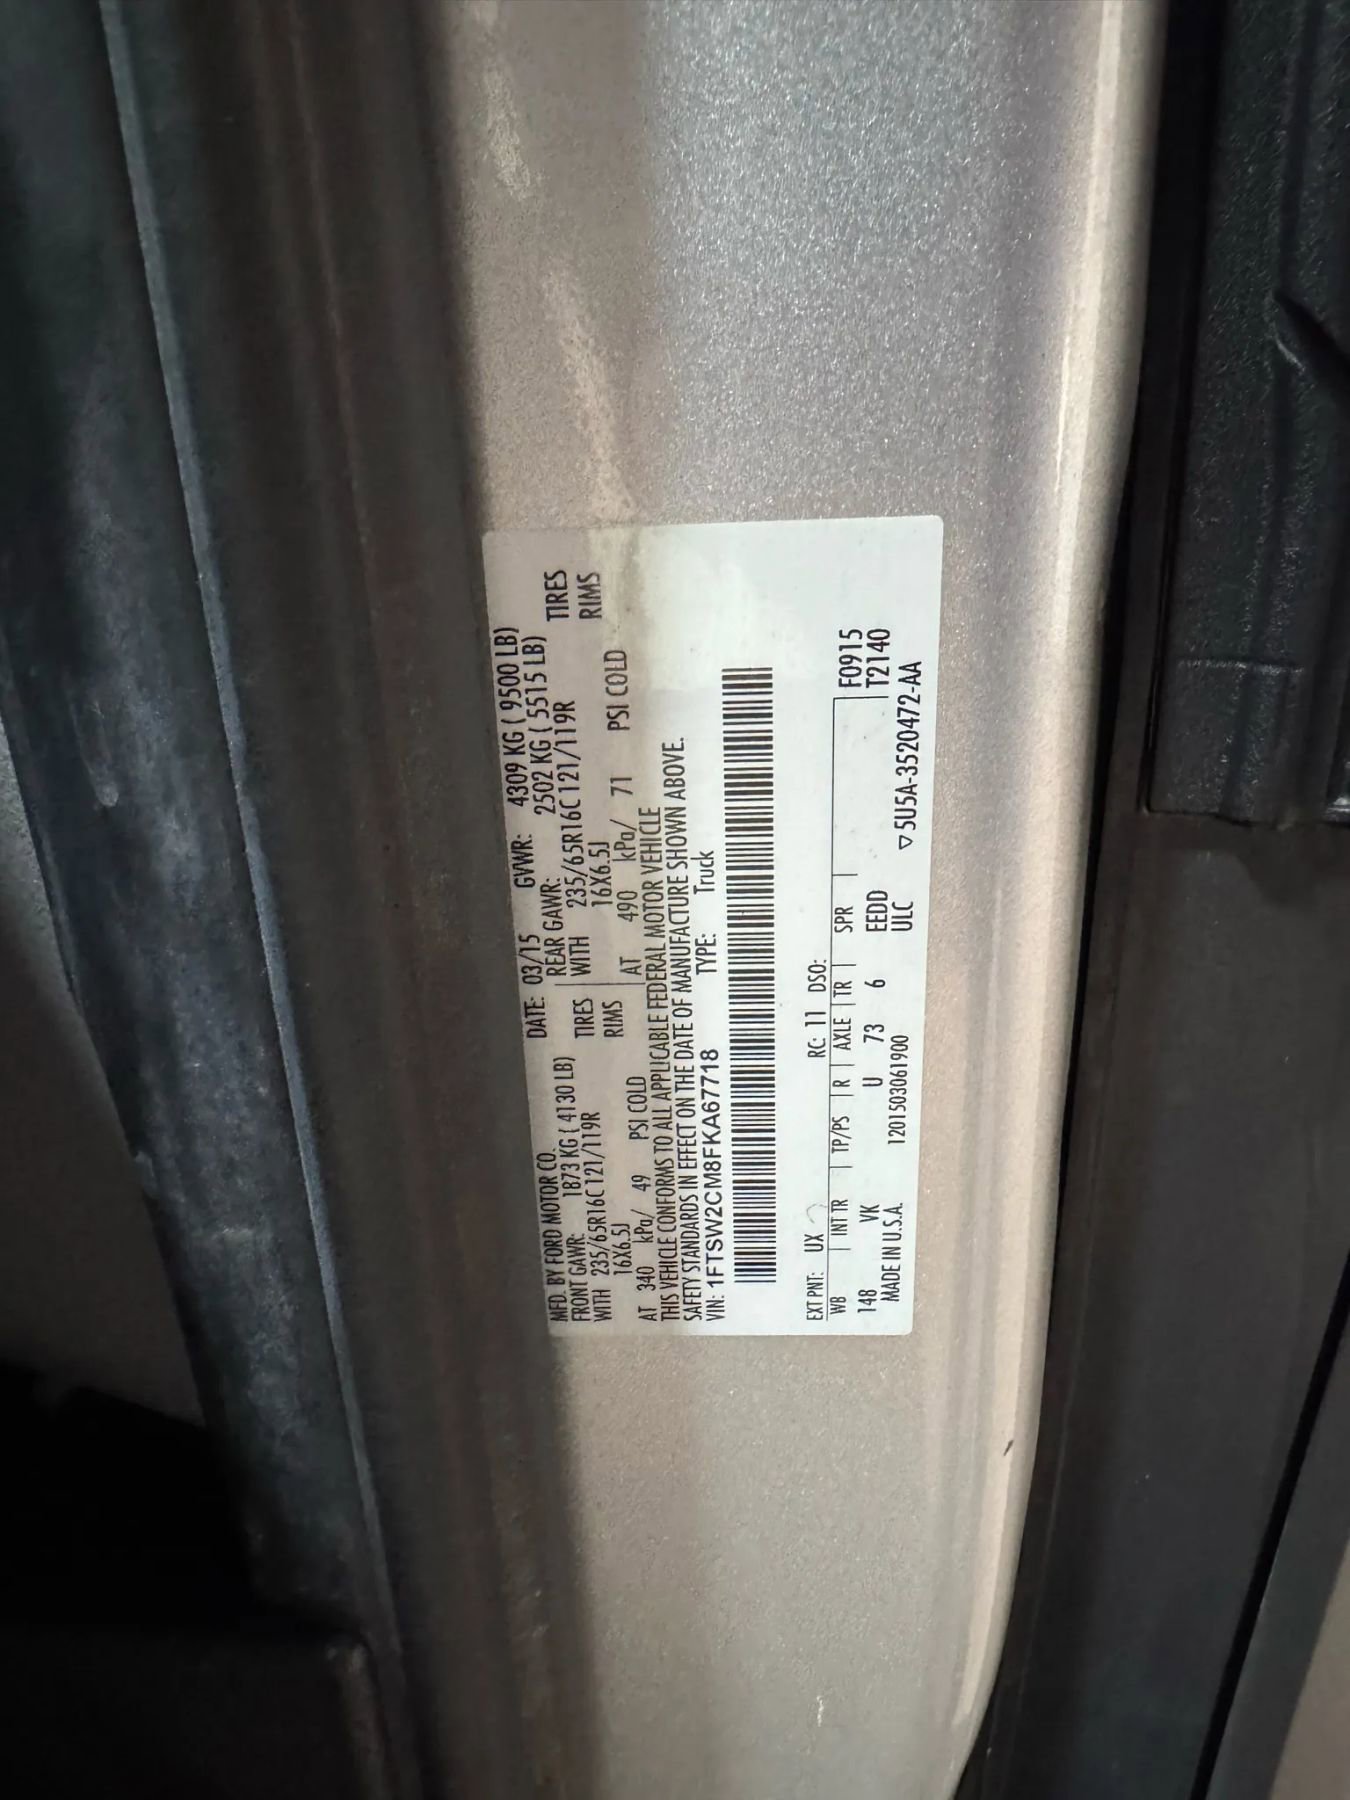 MFD. BY FORD MOTOR CO. DATE: 03/15 GVWR: 4309 KG ( 9500 LB)
FRONT GAWR: 1873 KG ( 4130 LB) REAR GAWR: 2502 KG ( 5515 LB)
WITH 235/65R16C 121/119R TIRES WITH 235/65R16C 121/119R TIRES
16X6.5J RIMS 16X6.5J RIMS
AT 340 kPa/ 49 PSI COLD AT 490 kPa/ 71 PSI COLD
THIS VEHICLE CONFORMS TO ALL APPLICABLE FEDERAL MOTOR VEHICLE
SAFETY STANDARDS IN EFFECT ON THE DATE OF MANUFACTURE SHOWN ABOVE.
VIN: 1FTSW2CM8FKA67718 TYPE: Truck
EXT PNT: UX RC: 11 DSO: F0915
WB INT TR TP/PS R AXLE TR SPR T2140
148 VK U 73 6 EEDD
MADE IN U.S.A. 1201503061900 ULC ▽5U5A-3520472-AA